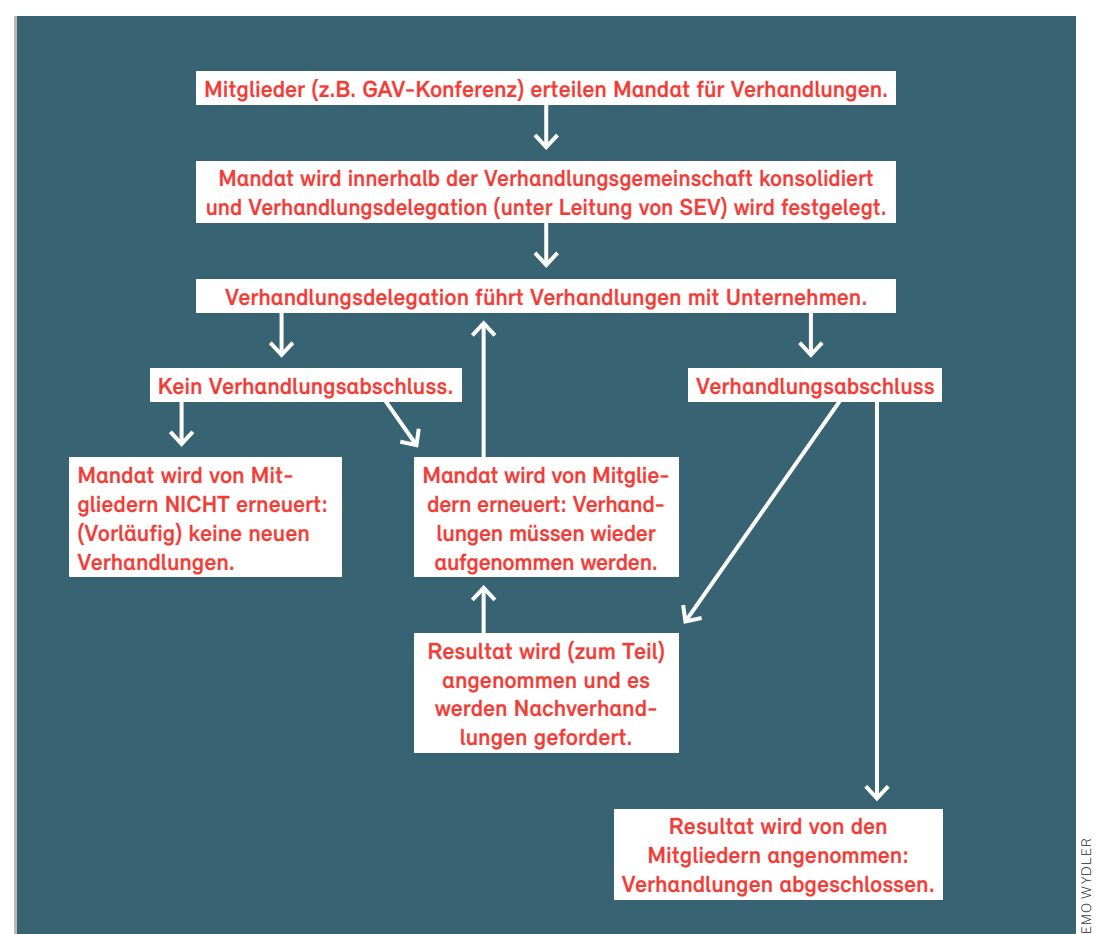 Mitglieder (z.B. GAV-Konferenz) erteilen Mandat für Verhandlungen.
Mandat wird innerhalb der Verhandlungsgemeinschaft konsolidiert
und Verhandlungsdelegation (unter Leitung von SEV) wird festgelegt.
Verhandlungsdelegation führt Verhandlungen mit Unternehmen.
Kein Verhandlungsabschluss.
Verhandlungsabschluss
Mandat wird von Mit-
gliedern NICHT erneuert:
(Vorläufig) keine neuen
Verhandlungen.
Mandat wird von Mitglie-
dern erneuert: Verhand-
lungen müssen wieder
aufgenommen werden.
Resultat wird (zum Teil)
angenommen und es
werden Nachverhand-
lungen gefordert.
Resultat wird von den
Mitgliedern angenommen:
Verhandlungen abgeschlossen.
EMO WYDLER